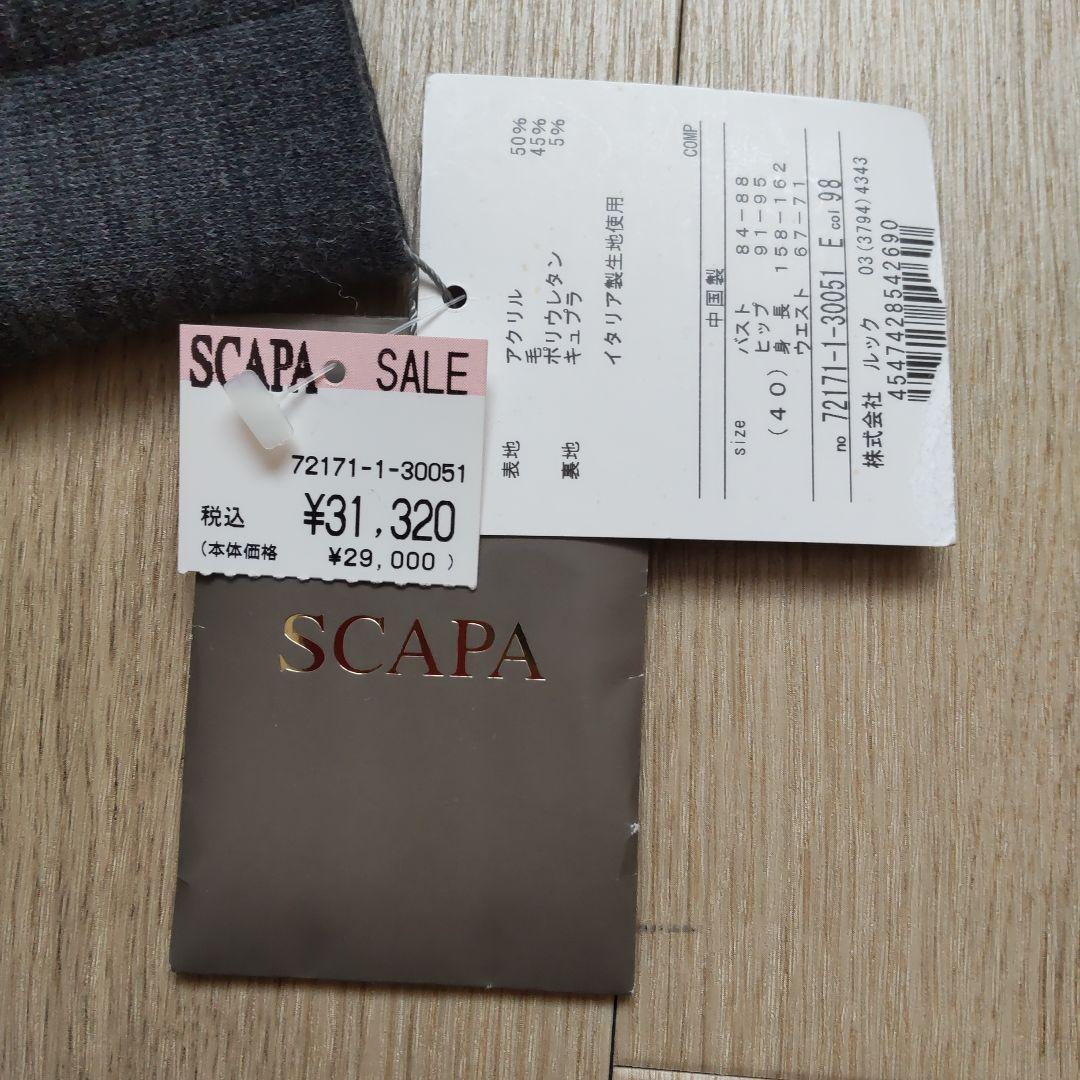 SCAPA SALE
72171-1-30051
税込 ¥31,320
(本体価格 ¥29,000 )
SCAPA
表地 アクリル 50%
毛 45%
ポリウレタン 5%
裏地 キュプラ
イタリア製生地使用
COMP
中国製
size バスト 84-88
(40) ヒップ 91-95
身長 158-162
ウエスト 67-71
no 72171-1-30051 E col 98
株式会社 ルック 03(3794)4343
4547428542690